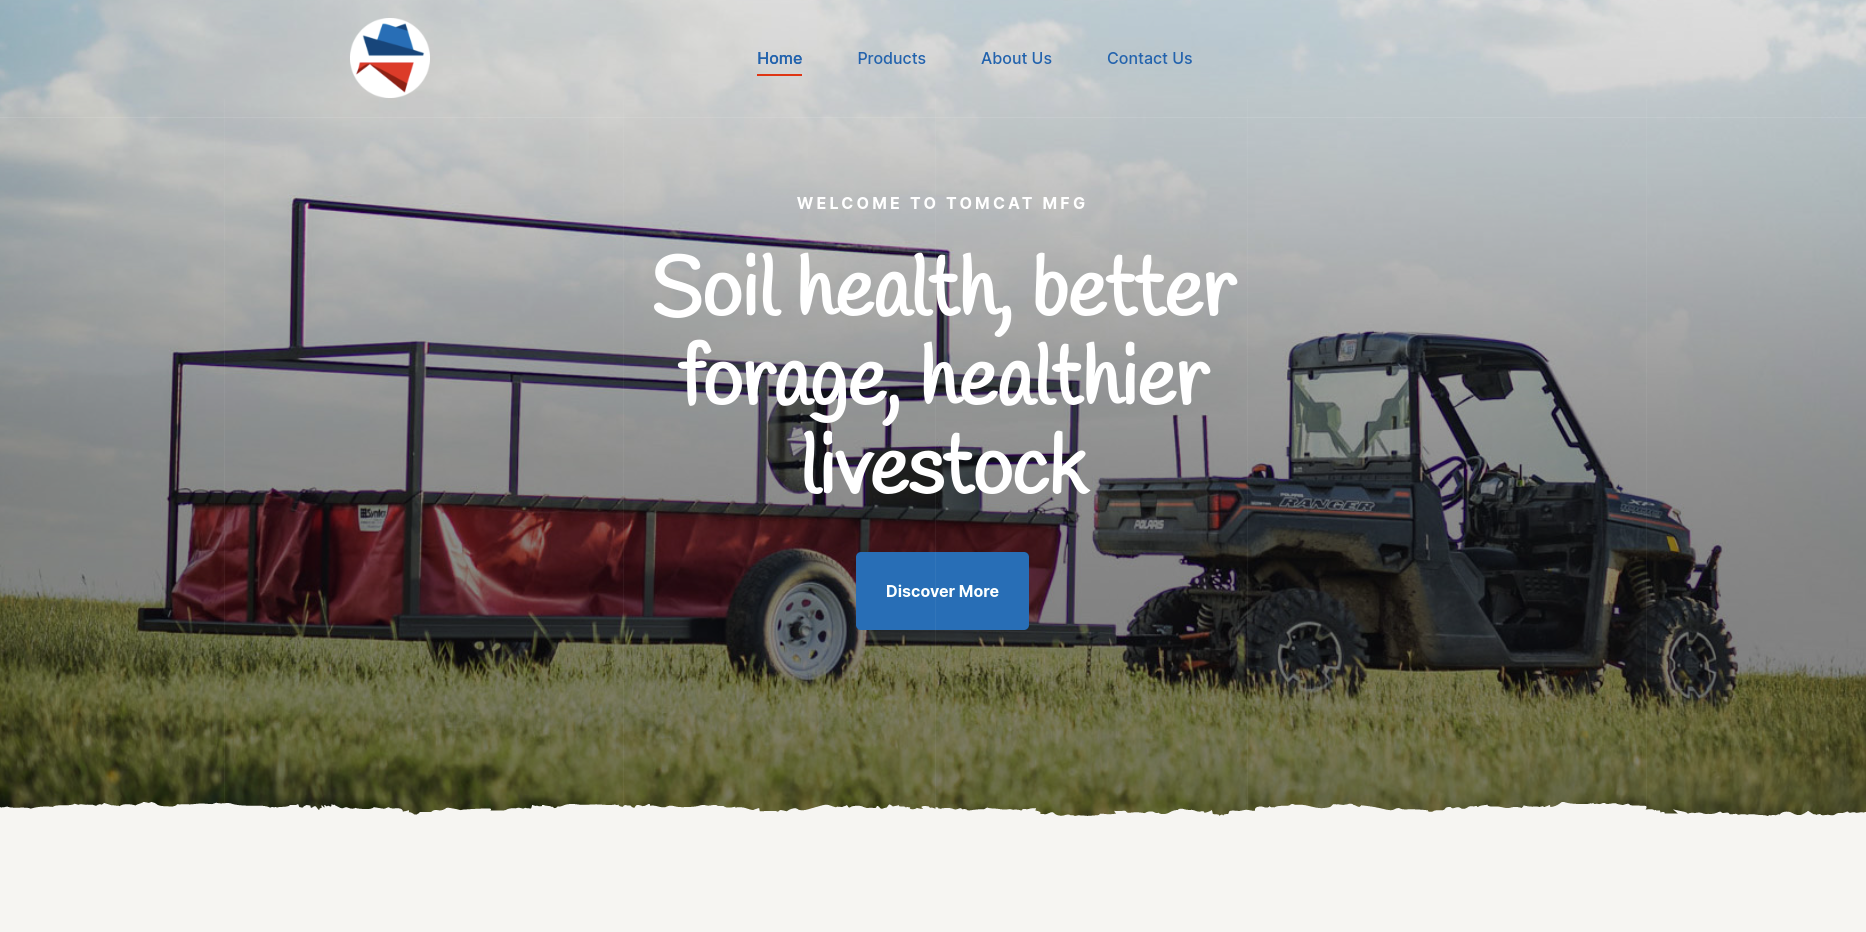 Home Products About Us Contact Us
WELCOME TO TOMCAT MFG
Soil health, better
forage, healthier
livestock
POLARIS
RANGER
POLARIS
Discover More